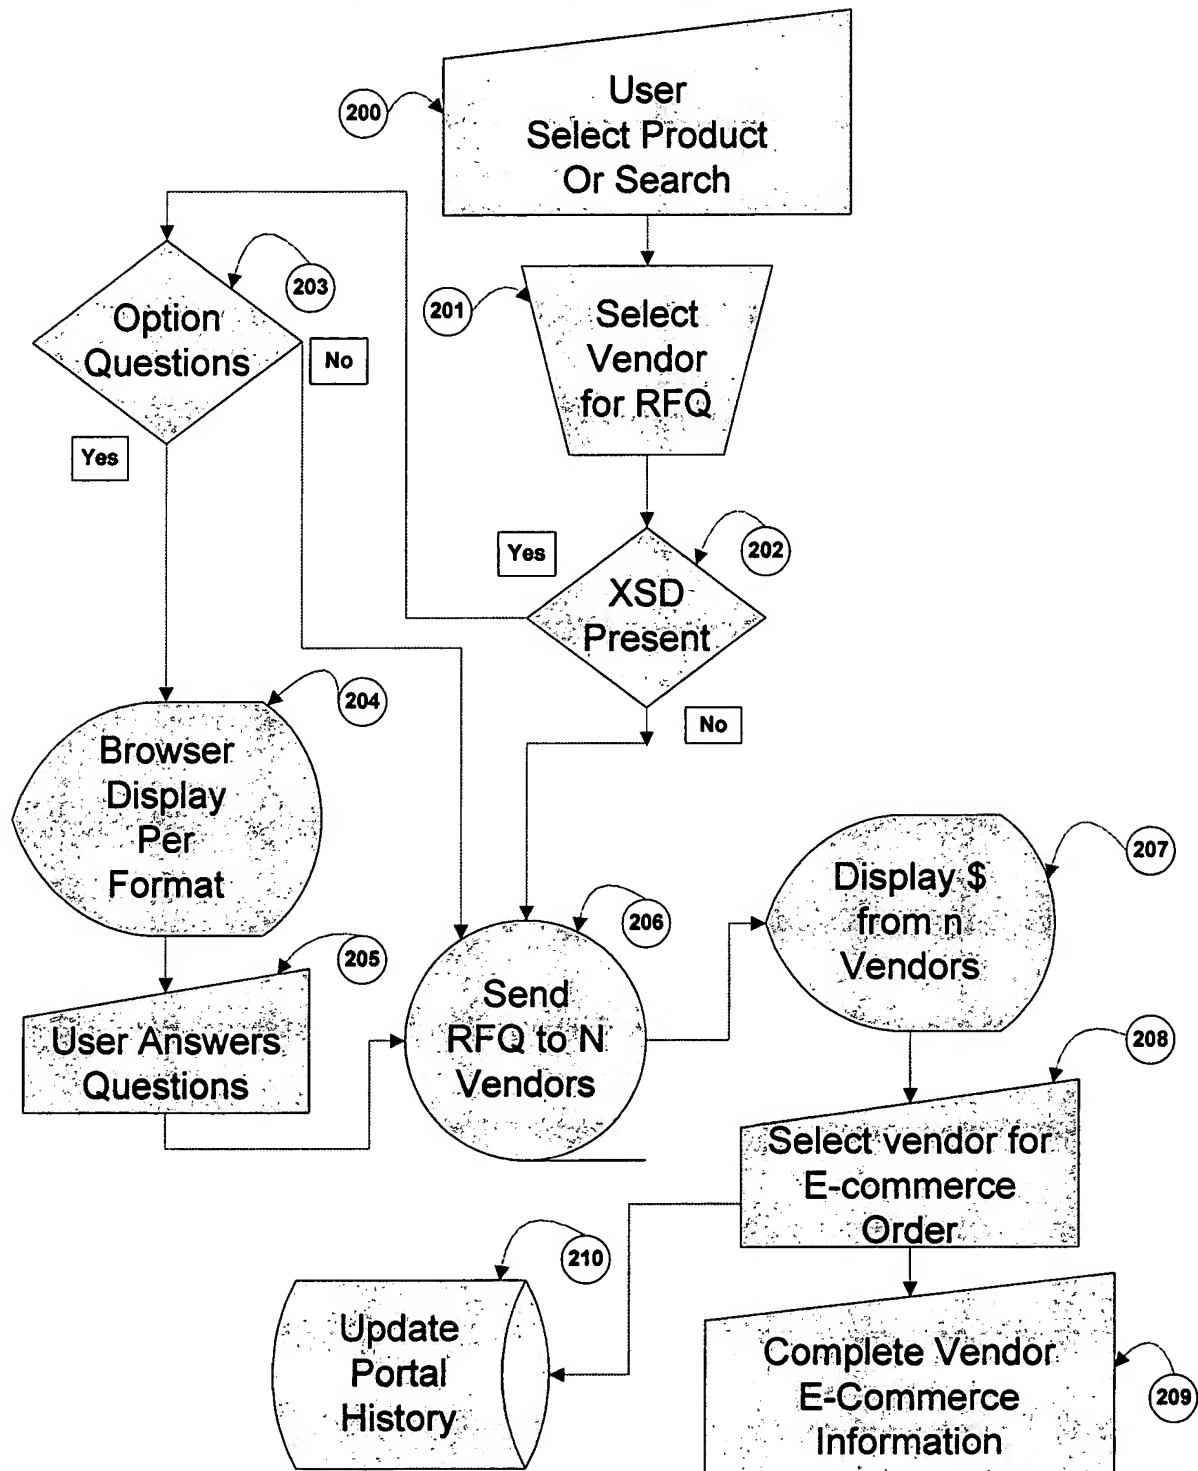 200
User
Select Product
Or Search
203
Option
Questions
No
Yes
201
Select
Vendor
for RFQ
Yes
202
XSD
Present
No
204
Browser
Display
Per
Format
205
User Answers
Questions
206
Send
RFQ to N
Vendors
207
Display $
from n
Vendors
208
Select vendor for
E-commerce
Order
210
Update
Portal
History
Complete Vendor
E-Commerce
Information
209